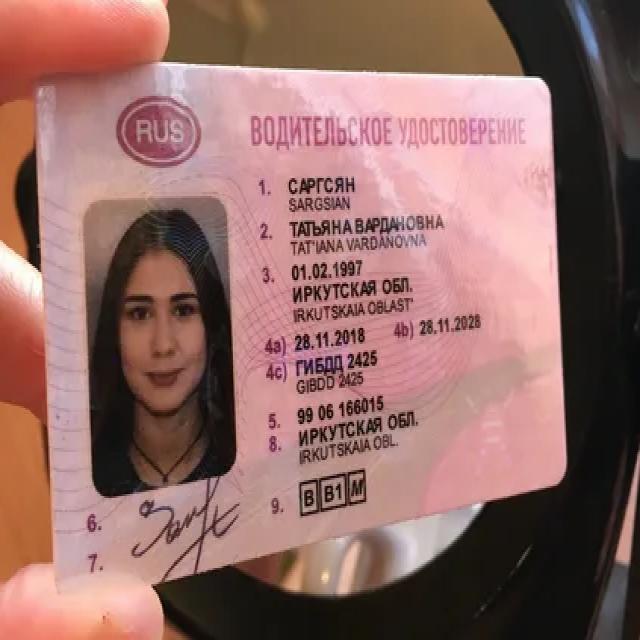 RUS
ВОДИТЕЛЬСКОЕ УДОСТОВЕРЕНИЕ
1. САРГСЯН
SARGSIAN
2. ТАТЬЯНА ВАРДАНОВНА
TAT'IANA VARDANOVNA
3. 01.02.1997
ИРКУТСКАЯ ОБЛ.
IRKUTSKAIA OBLAST'
4a) 28.11.2018 4b) 28.11.2028
4c) ГИБДД 2425
GIBDD 2425
5. 99 06 166015
8. ИРКУТСКАЯ ОБЛ.
IRKUTSKAIA OBL.
6.
9. B B1 M
7.